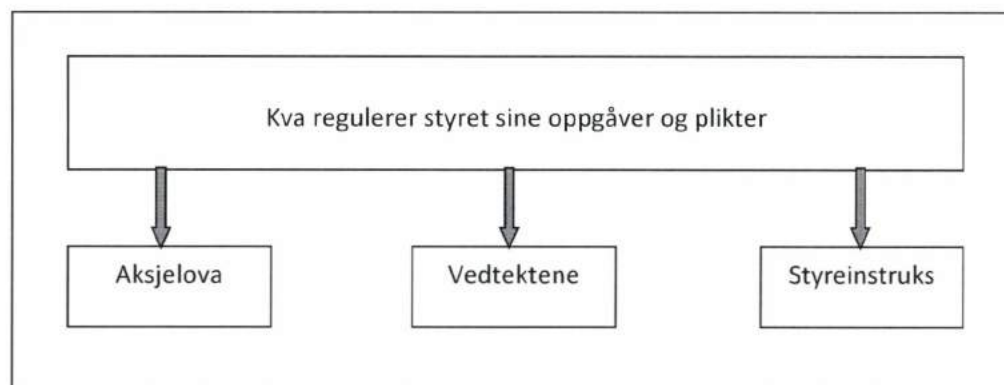 Kva regulerer styret sine oppgåver og plikter
Aksjelova
Vedtektene
Styreinstruks